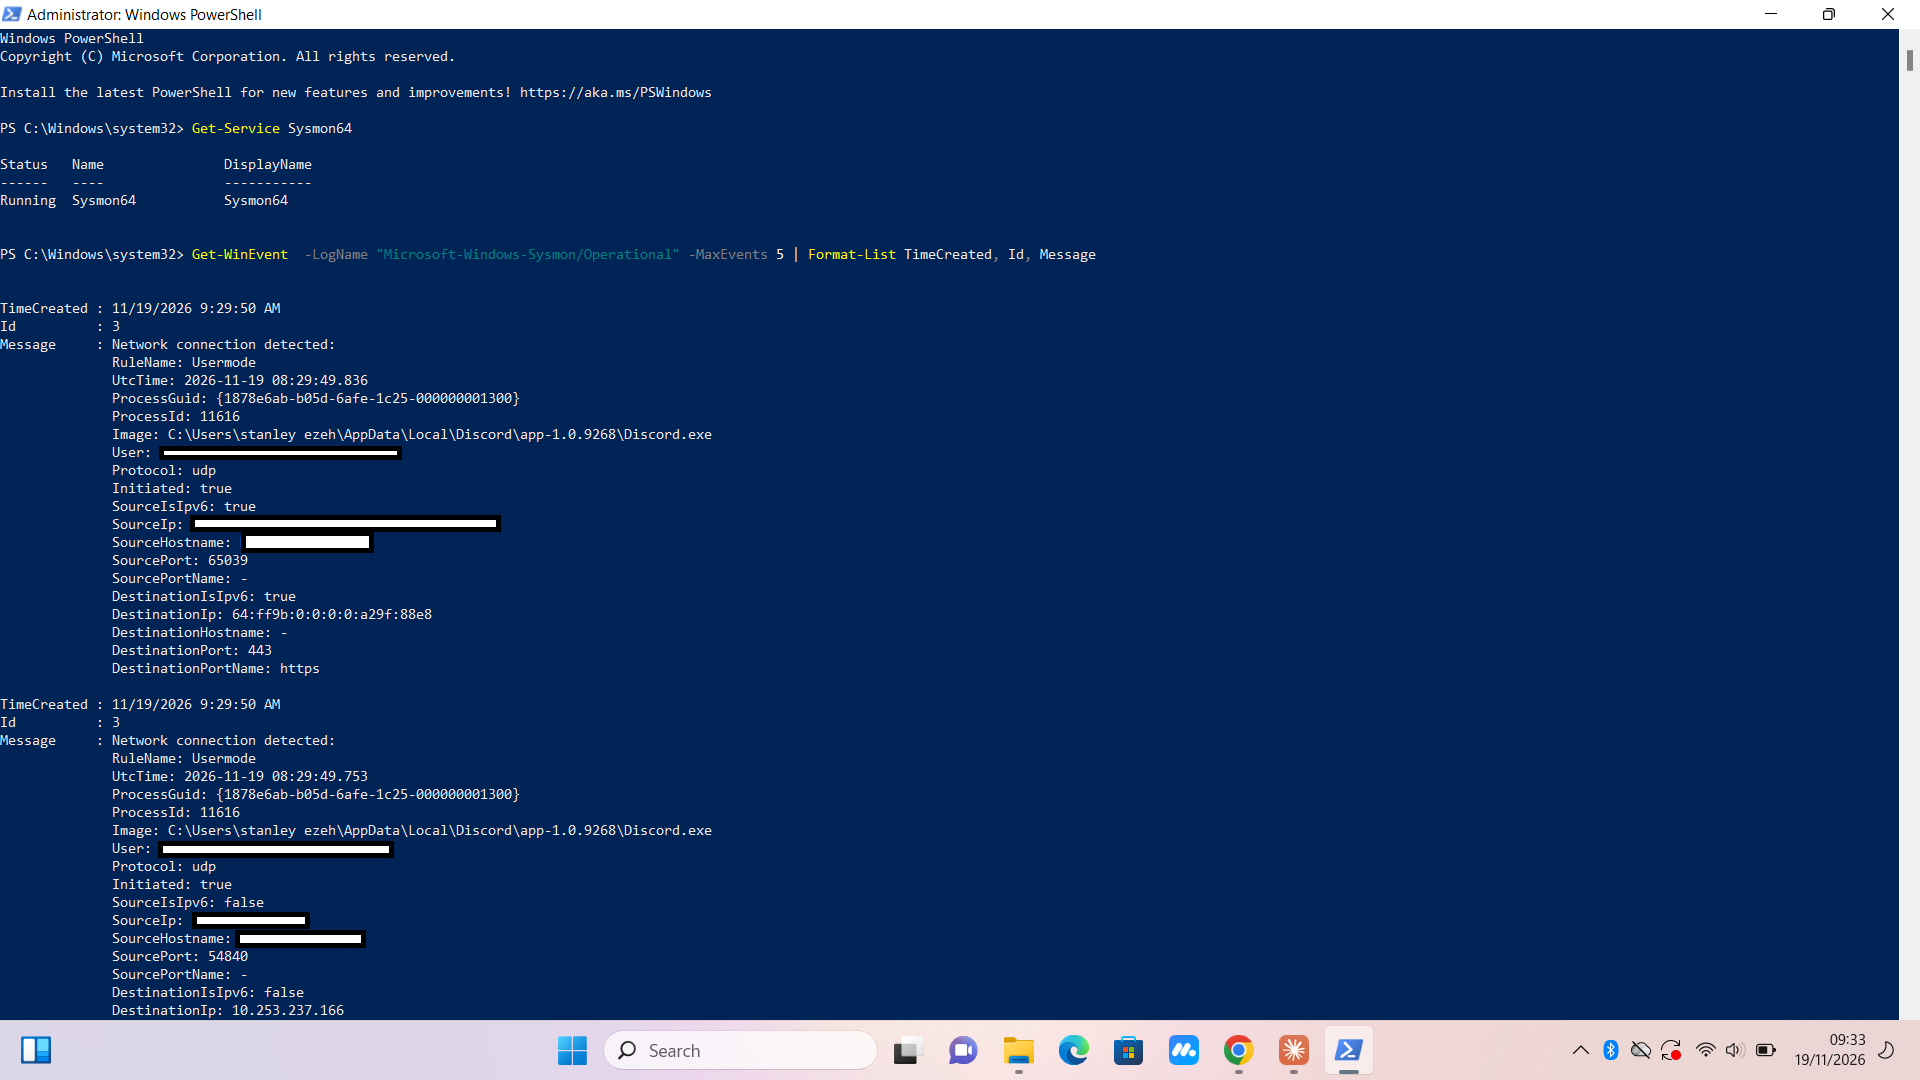 Administrator: Windows PowerShell
Windows PowerShell
Copyright (C) Microsoft Corporation. All rights reserved.
Install the latest PowerShell for new features and improvements! https://aka.ms/PSWindows
PS C:\Windows\system32> Get-Service Sysmon64
Status   Name               DisplayName
------   ----               -----------
Running  Sysmon64           Sysmon64
PS C:\Windows\system32> Get-WinEvent  -LogName "Microsoft-Windows-Sysmon/Operational" -MaxEvents 5 | Format-List TimeCreated, Id, Message
TimeCreated : 11/19/2026 9:29:50 AM
Id          : 3
Message     : Network connection detected:
RuleName: Usermode
UtcTime: 2026-11-19 08:29:49.836
ProcessGuid: {1878e6ab-b05d-6afe-1c25-000000001300}
ProcessId: 11616
Image: C:\Users\stanley ezeh\AppData\Local\Discord\app-1.0.9268\Discord.exe
User:
Protocol: udp
Initiated: true
SourceIsIpv6: true
SourceIp:
SourceHostname:
SourcePort: 65039
SourcePortName: -
DestinationIsIpv6: true
DestinationIp: 64:ff9b:0:0:0:0:a29f:88e8
DestinationHostname: -
DestinationPort: 443
DestinationPortName: https
TimeCreated : 11/19/2026 9:29:50 AM
Id          : 3
Message     : Network connection detected:
RuleName: Usermode
UtcTime: 2026-11-19 08:29:49.753
ProcessGuid: {1878e6ab-b05d-6afe-1c25-000000001300}
ProcessId: 11616
Image: C:\Users\stanley ezeh\AppData\Local\Discord\app-1.0.9268\Discord.exe
User:
Protocol: udp
Initiated: true
SourceIsIpv6: false
SourceIp:
SourceHostname:
SourcePort: 54840
SourcePortName: -
DestinationIsIpv6: false
DestinationIp: 10.253.237.166
Search
09:33
19/11/2026